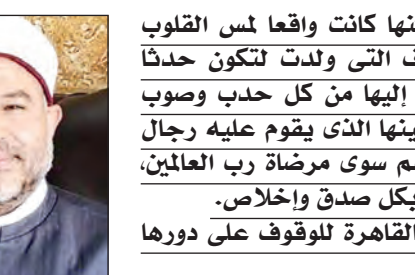 نها كانت واقعا لمس القلوب
ف التى ولدت لتكون حدثا
إليها من كل حدب وصوب
ينها الذى يقوم عليه رجال
م سوى مرضاة رب العالمين،
بكل صدق وإخلاص.
القاهرة للوقوف على دورها